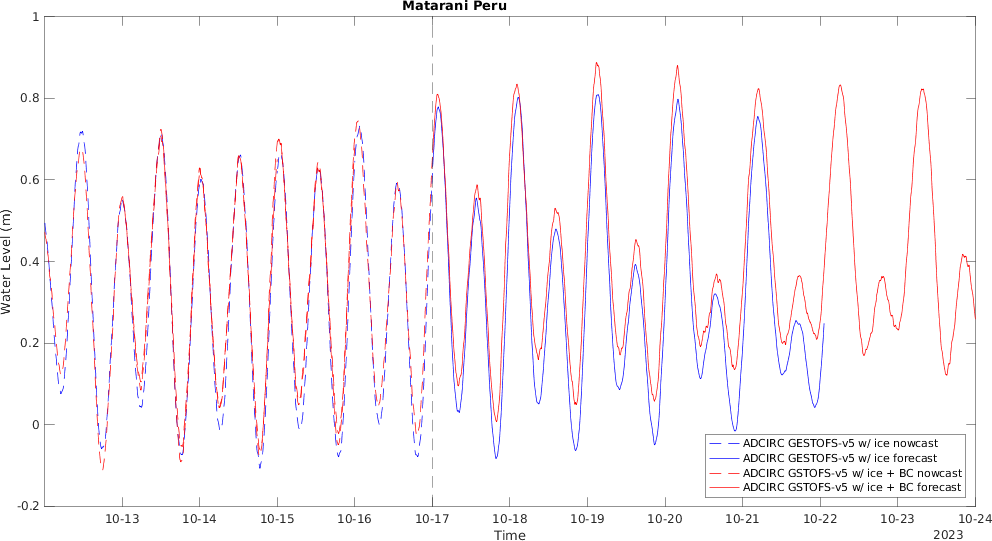 Matarani Peru
1
0.8
0.6
0.4
0.2
0
-0.2
Water Level (m)
10-13 10-14 10-15 10-16 10-17 10-18 10-19 10-20 10-21 10-22 10-23 10-24
Time
2023
ADCIRC GESTOFS-v5 w/ ice nowcast
ADCIRC GESTOFS-v5 w/ ice forecast
ADCIRC GSTOFS-v5 w/ ice + BC nowcast
ADCIRC GSTOFS-v5 w/ ice + BC forecast